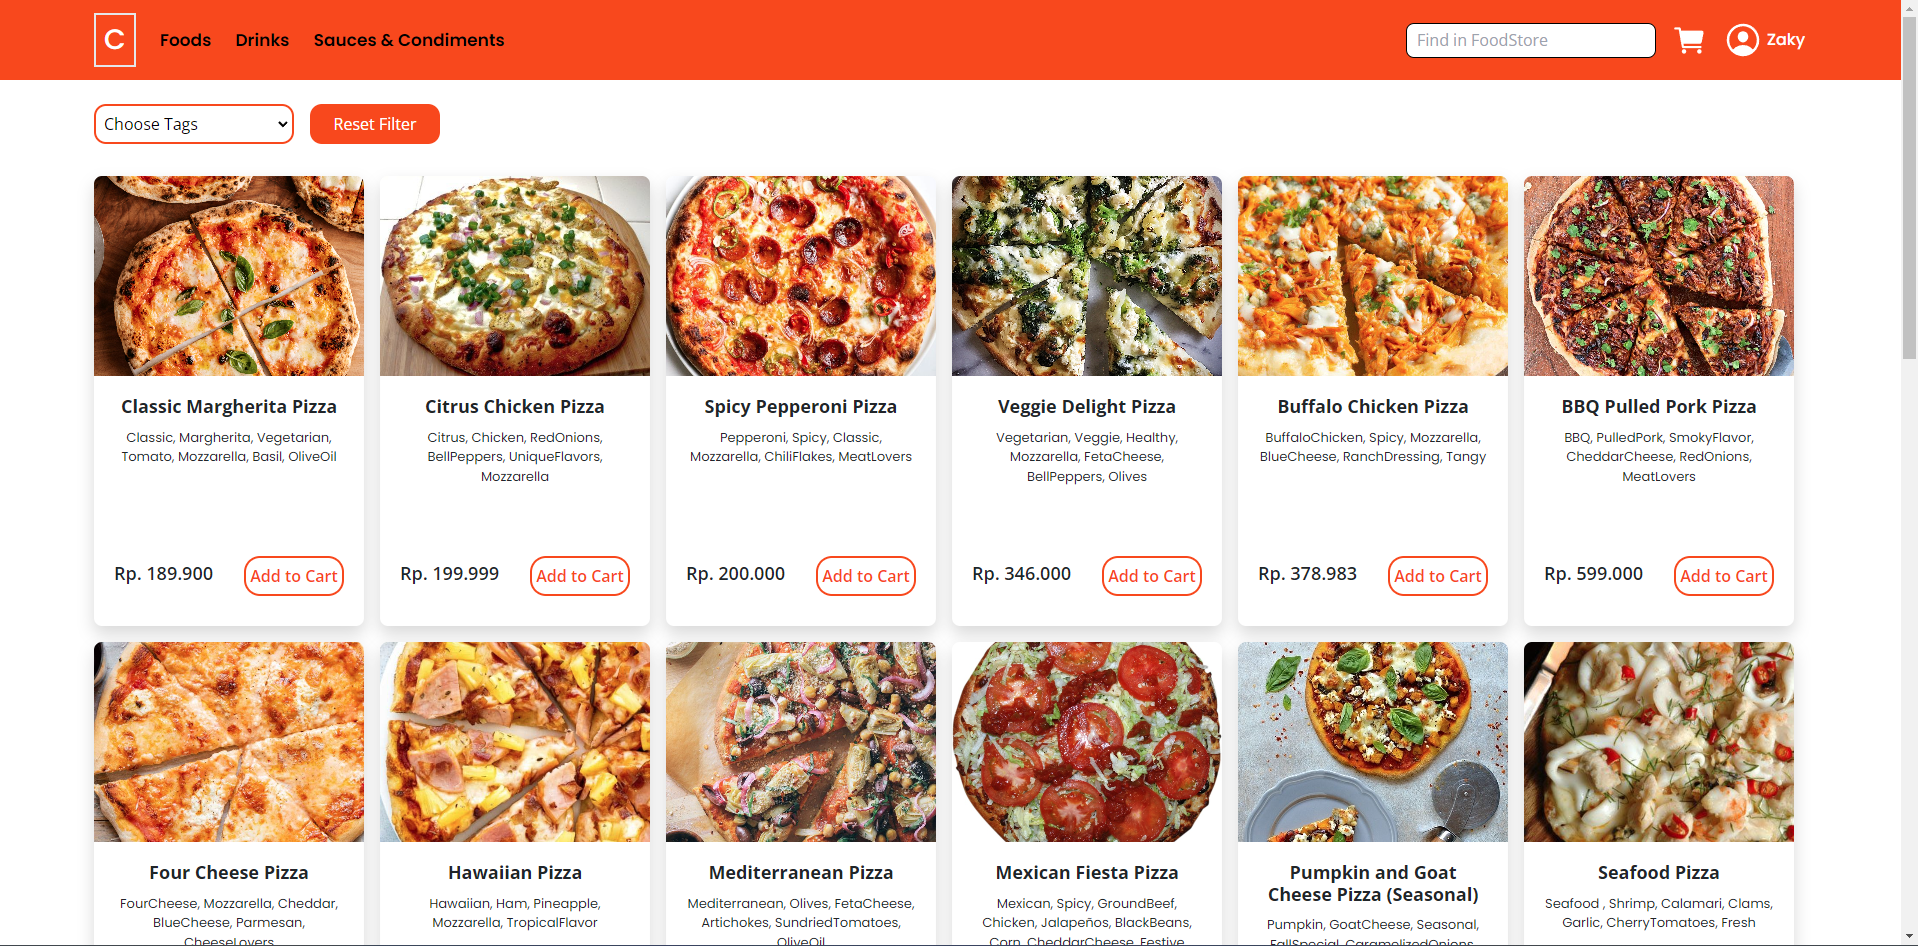 C
Foods
Drinks
Sauces & Condiments
Find in FoodStore
Zaky
Choose Tags
Reset Filter
Classic Margherita Pizza
Classic, Margherita, Vegetarian,
Tomato, Mozzarella, Basil, OliveOil
Rp. 189.900
Add to Cart
Citrus Chicken Pizza
Citrus, Chicken, RedOnions,
BellPeppers, UniqueFlavors,
Mozzarella
Rp. 199.999
Add to Cart
Spicy Pepperoni Pizza
Pepperoni, Spicy, Classic,
Mozzarella, ChiliFlakes, MeatLovers
Rp. 200.000
Add to Cart
Veggie Delight Pizza
Vegetarian, Veggie, Healthy,
Mozzarella, FetaCheese,
BellPeppers, Olives
Rp. 346.000
Add to Cart
Buffalo Chicken Pizza
BuffaloChicken, Spicy, Mozzarella,
BlueCheese, RanchDressing, Tangy
Rp. 378.983
Add to Cart
BBQ Pulled Pork Pizza
BBQ, PulledPork, SmokyFlavor,
CheddarCheese, RedOnions,
MeatLovers
Rp. 599.000
Add to Cart
Four Cheese Pizza
FourCheese, Mozzarella, Cheddar,
BlueCheese, Parmesan,
CheeseLovers
Hawaiian Pizza
Hawaiian, Ham, Pineapple,
Mozzarella, TropicalFlavor
Mediterranean Pizza
Mediterranean, Olives, FetaCheese,
Artichokes, SundriedTomatoes,
OliveOil
Mexican Fiesta Pizza
Mexican, Spicy, GroundBeef,
Chicken, Jalapeños, BlackBeans,
Corn, CheddarCheese, Festive
Pumpkin and Goat
Cheese Pizza (Seasonal)
Pumpkin, GoatCheese, Seasonal,
FallSpecial, CaramelizedOnions,
Seafood Pizza
Seafood , Shrimp, Calamari, Clams,
Garlic, CherryTomatoes, Fresh